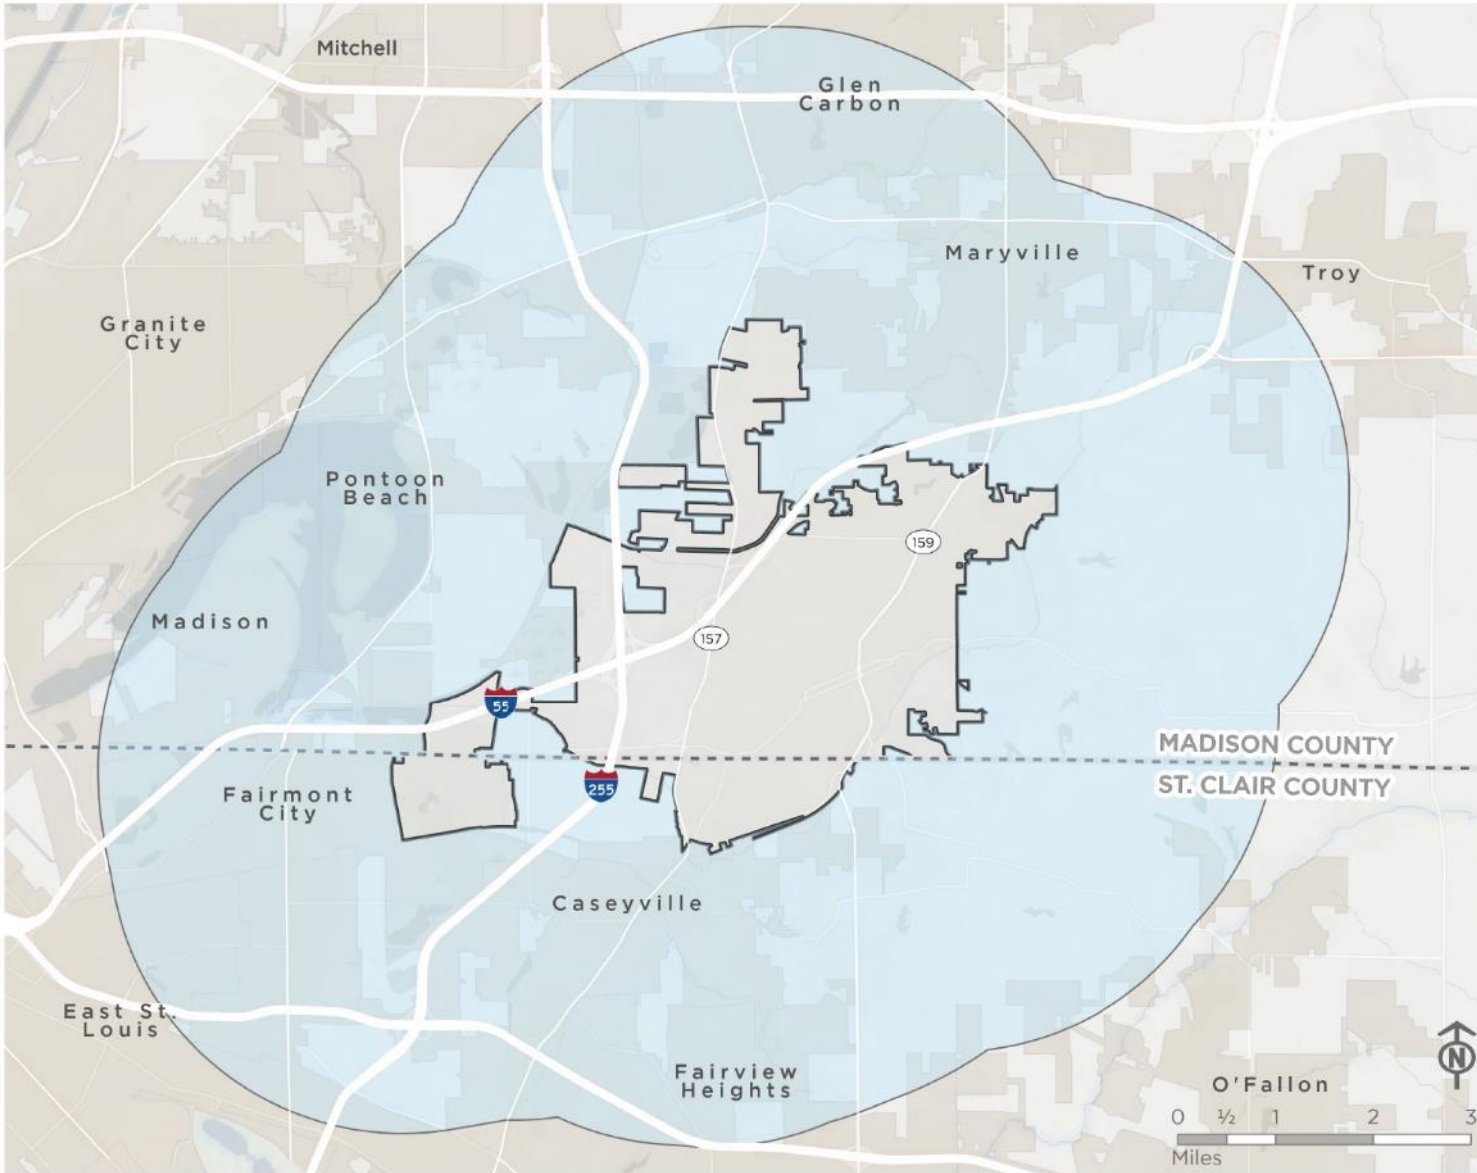 Mitchell
Glen
Carbon
Maryville
Troy
Granite
City
Pontoon
Beach
159
Madison
157
55
MADISON COUNTY
ST. CLAIR COUNTY
255
Fairmont
City
Caseyville
East St.
Louis
Fairview
Heights
N
O'Fallon
0 ½ 1 2 3
Miles